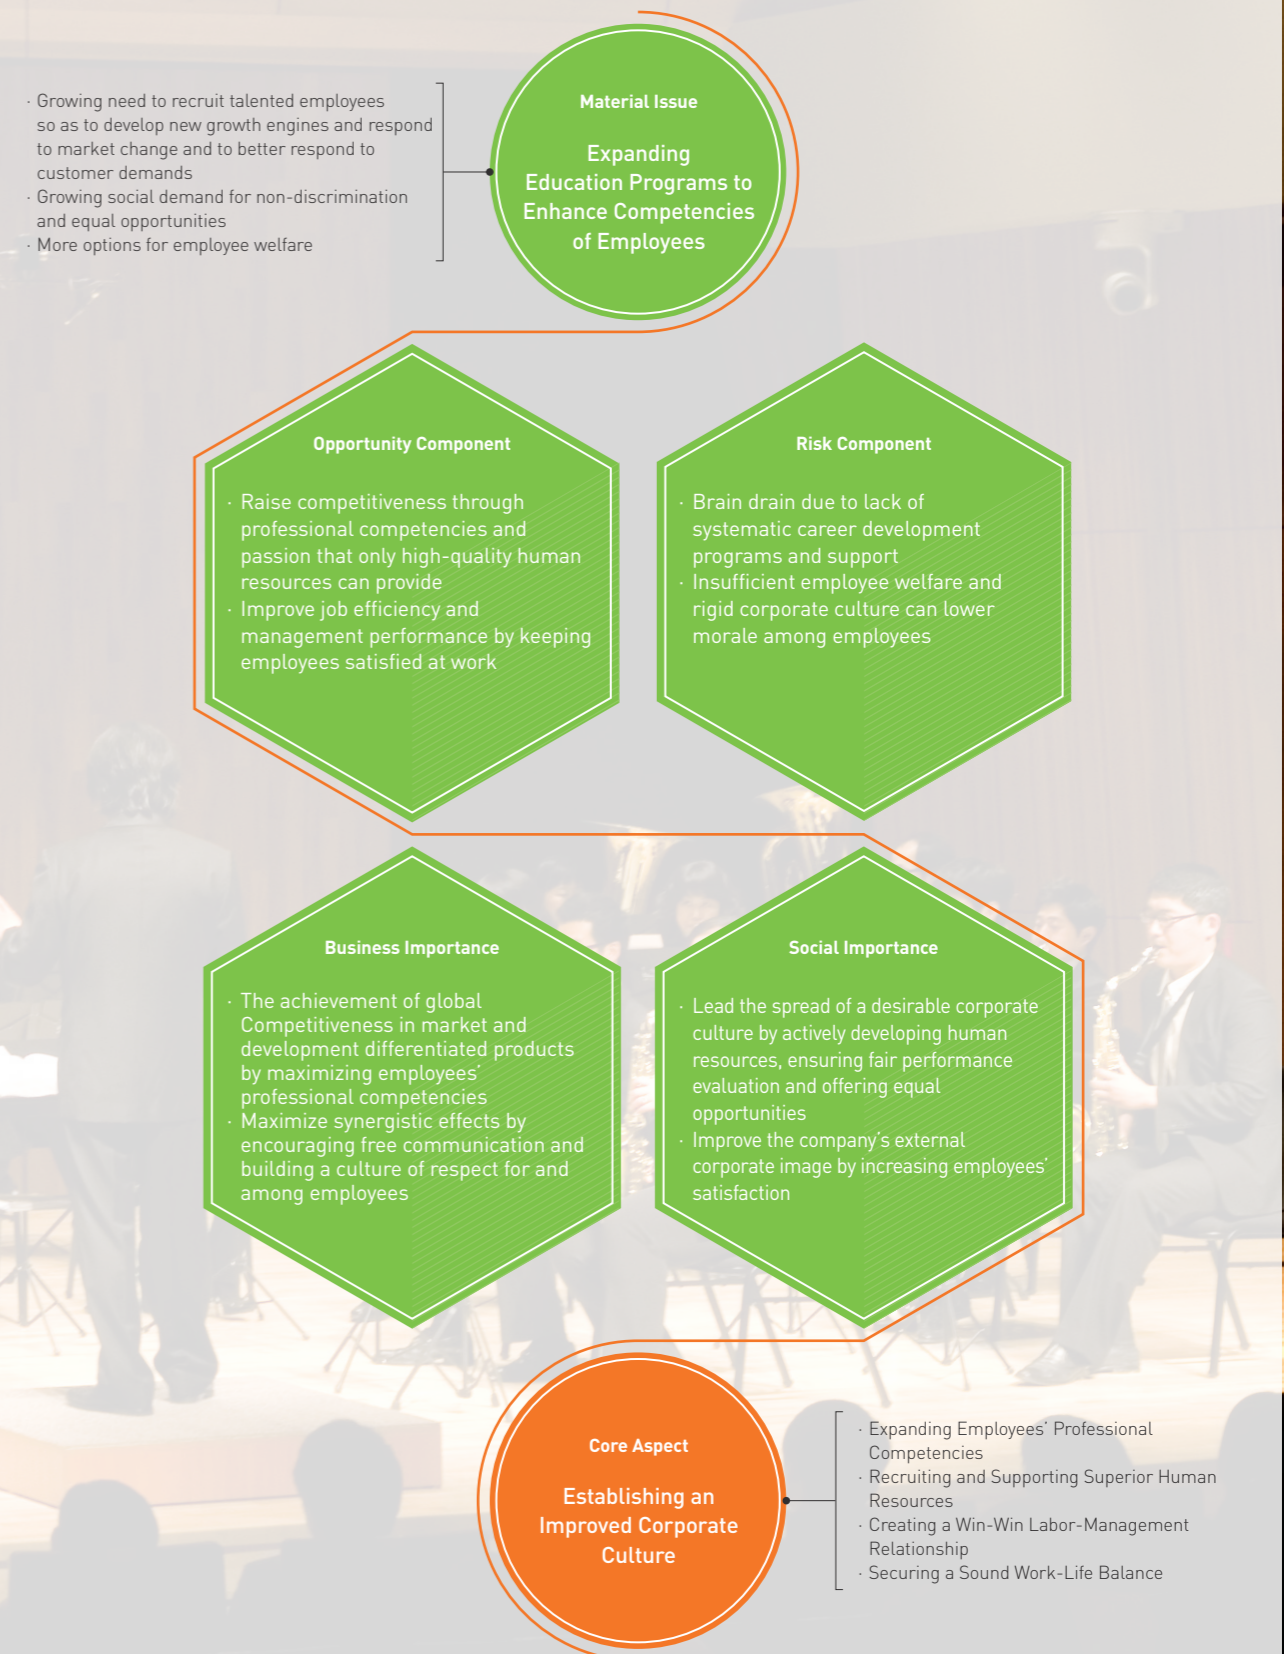 · Growing need to recruit talented employees
so as to develop new growth engines and respond
to market change and to better respond to
customer demands
· Growing social demand for non-discrimination
and equal opportunities
· More options for employee welfare
Material Issue
Expanding
Education Programs to
Enhance Competencies
of Employees
Opportunity Component
· Raise competitiveness through
professional competencies and
passion that only high-quality human
resources can provide
· Improve job efficiency and
management performance by keeping
employees satisfied at work
Risk Component
· Brain drain due to lack of
systematic career development
programs and support
· Insufficient employee welfare and
rigid corporate culture can lower
morale among employees
Business Importance
· The achievement of global
Competitiveness in market and
development differentiated products
by maximizing employees’
professional competencies
· Maximize synergistic effects by
encouraging free communication and
building a culture of respect for and
among employees
Social Importance
· Lead the spread of a desirable corporate
culture by actively developing human
resources, ensuring fair performance
evaluation and offering equal
opportunities
· Improve the company’s external
corporate image by increasing employees’
satisfaction
Core Aspect
Establishing an
Improved Corporate
Culture
· Expanding Employees’ Professional
Competencies
· Recruiting and Supporting Superior Human
Resources
· Creating a Win-Win Labor-Management
Relationship
· Securing a Sound Work-Life Balance